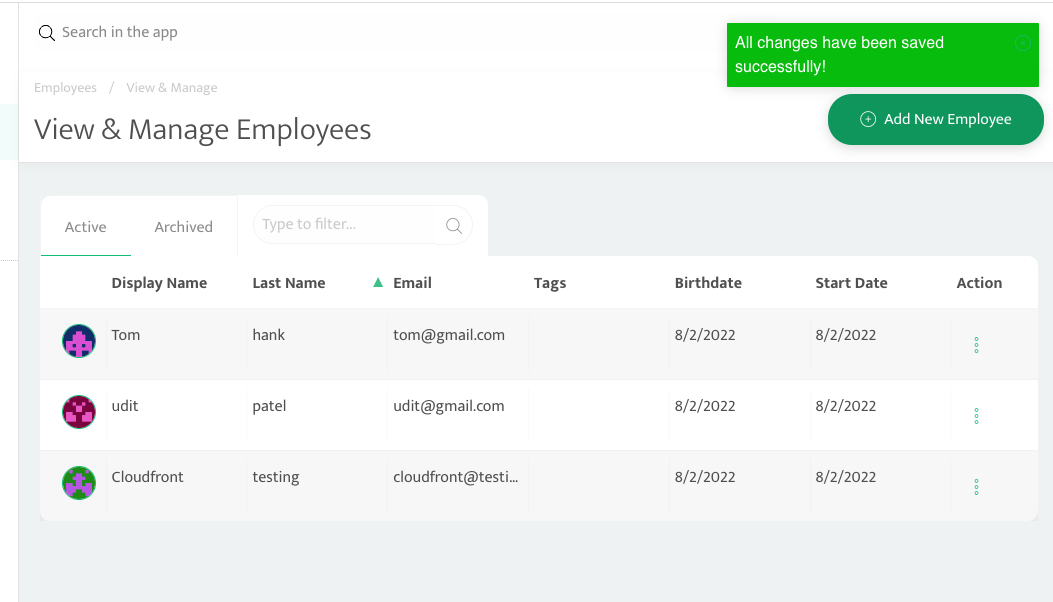 Search in the app
All changes have been saved
successfully!
Employees / View & Manage
View & Manage Employees
Add New Employee
Active Archived Type to filter...
Display Name Last Name Email Tags Birthdate Start Date Action
Tom hank tom@gmail.com 8/2/2022 8/2/2022
udit patel udit@gmail.com 8/2/2022 8/2/2022
Cloudfront testing cloudfront@testi... 8/2/2022 8/2/2022